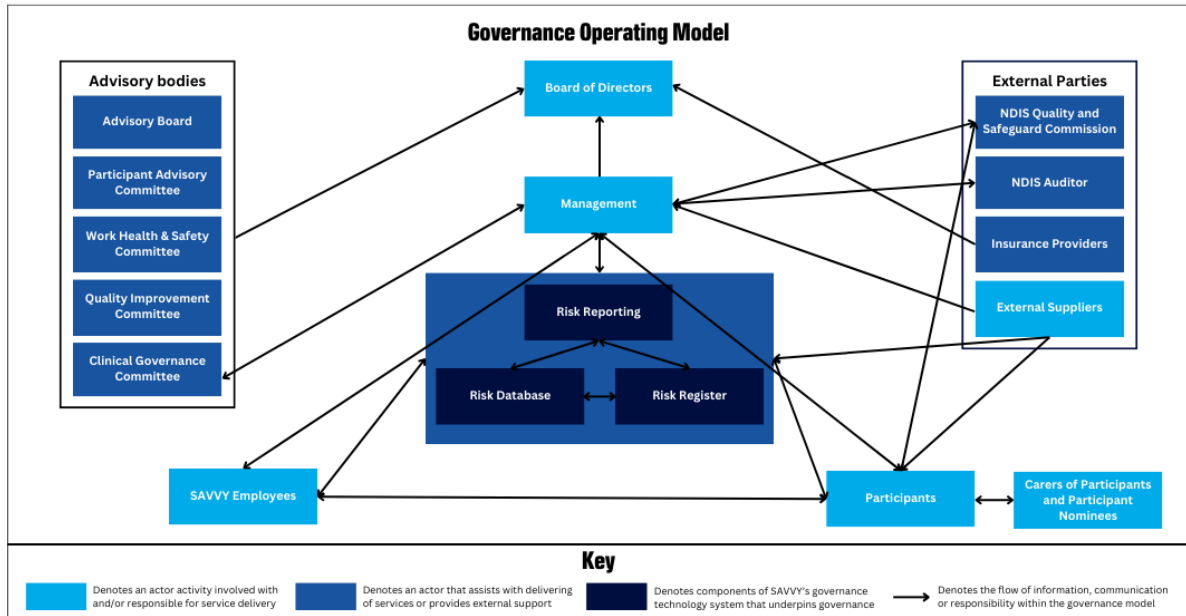 Governance Operating Model
Advisory bodies
Advisory Board
Participant Advisory
Committee
Work Health & Safety
Committee
Quality Improvement
Committee
Clinical Governance
Committee
Board of Directors
Management
Risk Reporting
Risk Database
Risk Register
External Parties
NDIS Quality and
Safeguard Commission
NDIS Auditor
Insurance Providers
External Suppliers
SAVVY Employees
Participants
Carers of Participants
and Participant
Nominees
Key
Denotes an actor activity involved with
and/or responsible for service delivery
Denotes an actor that assists with delivering
of services or provides external support
Denotes components of SAVVY's governance
technology system that underpins governance
Denotes the flow of information, communication
or responsibility within the governance model